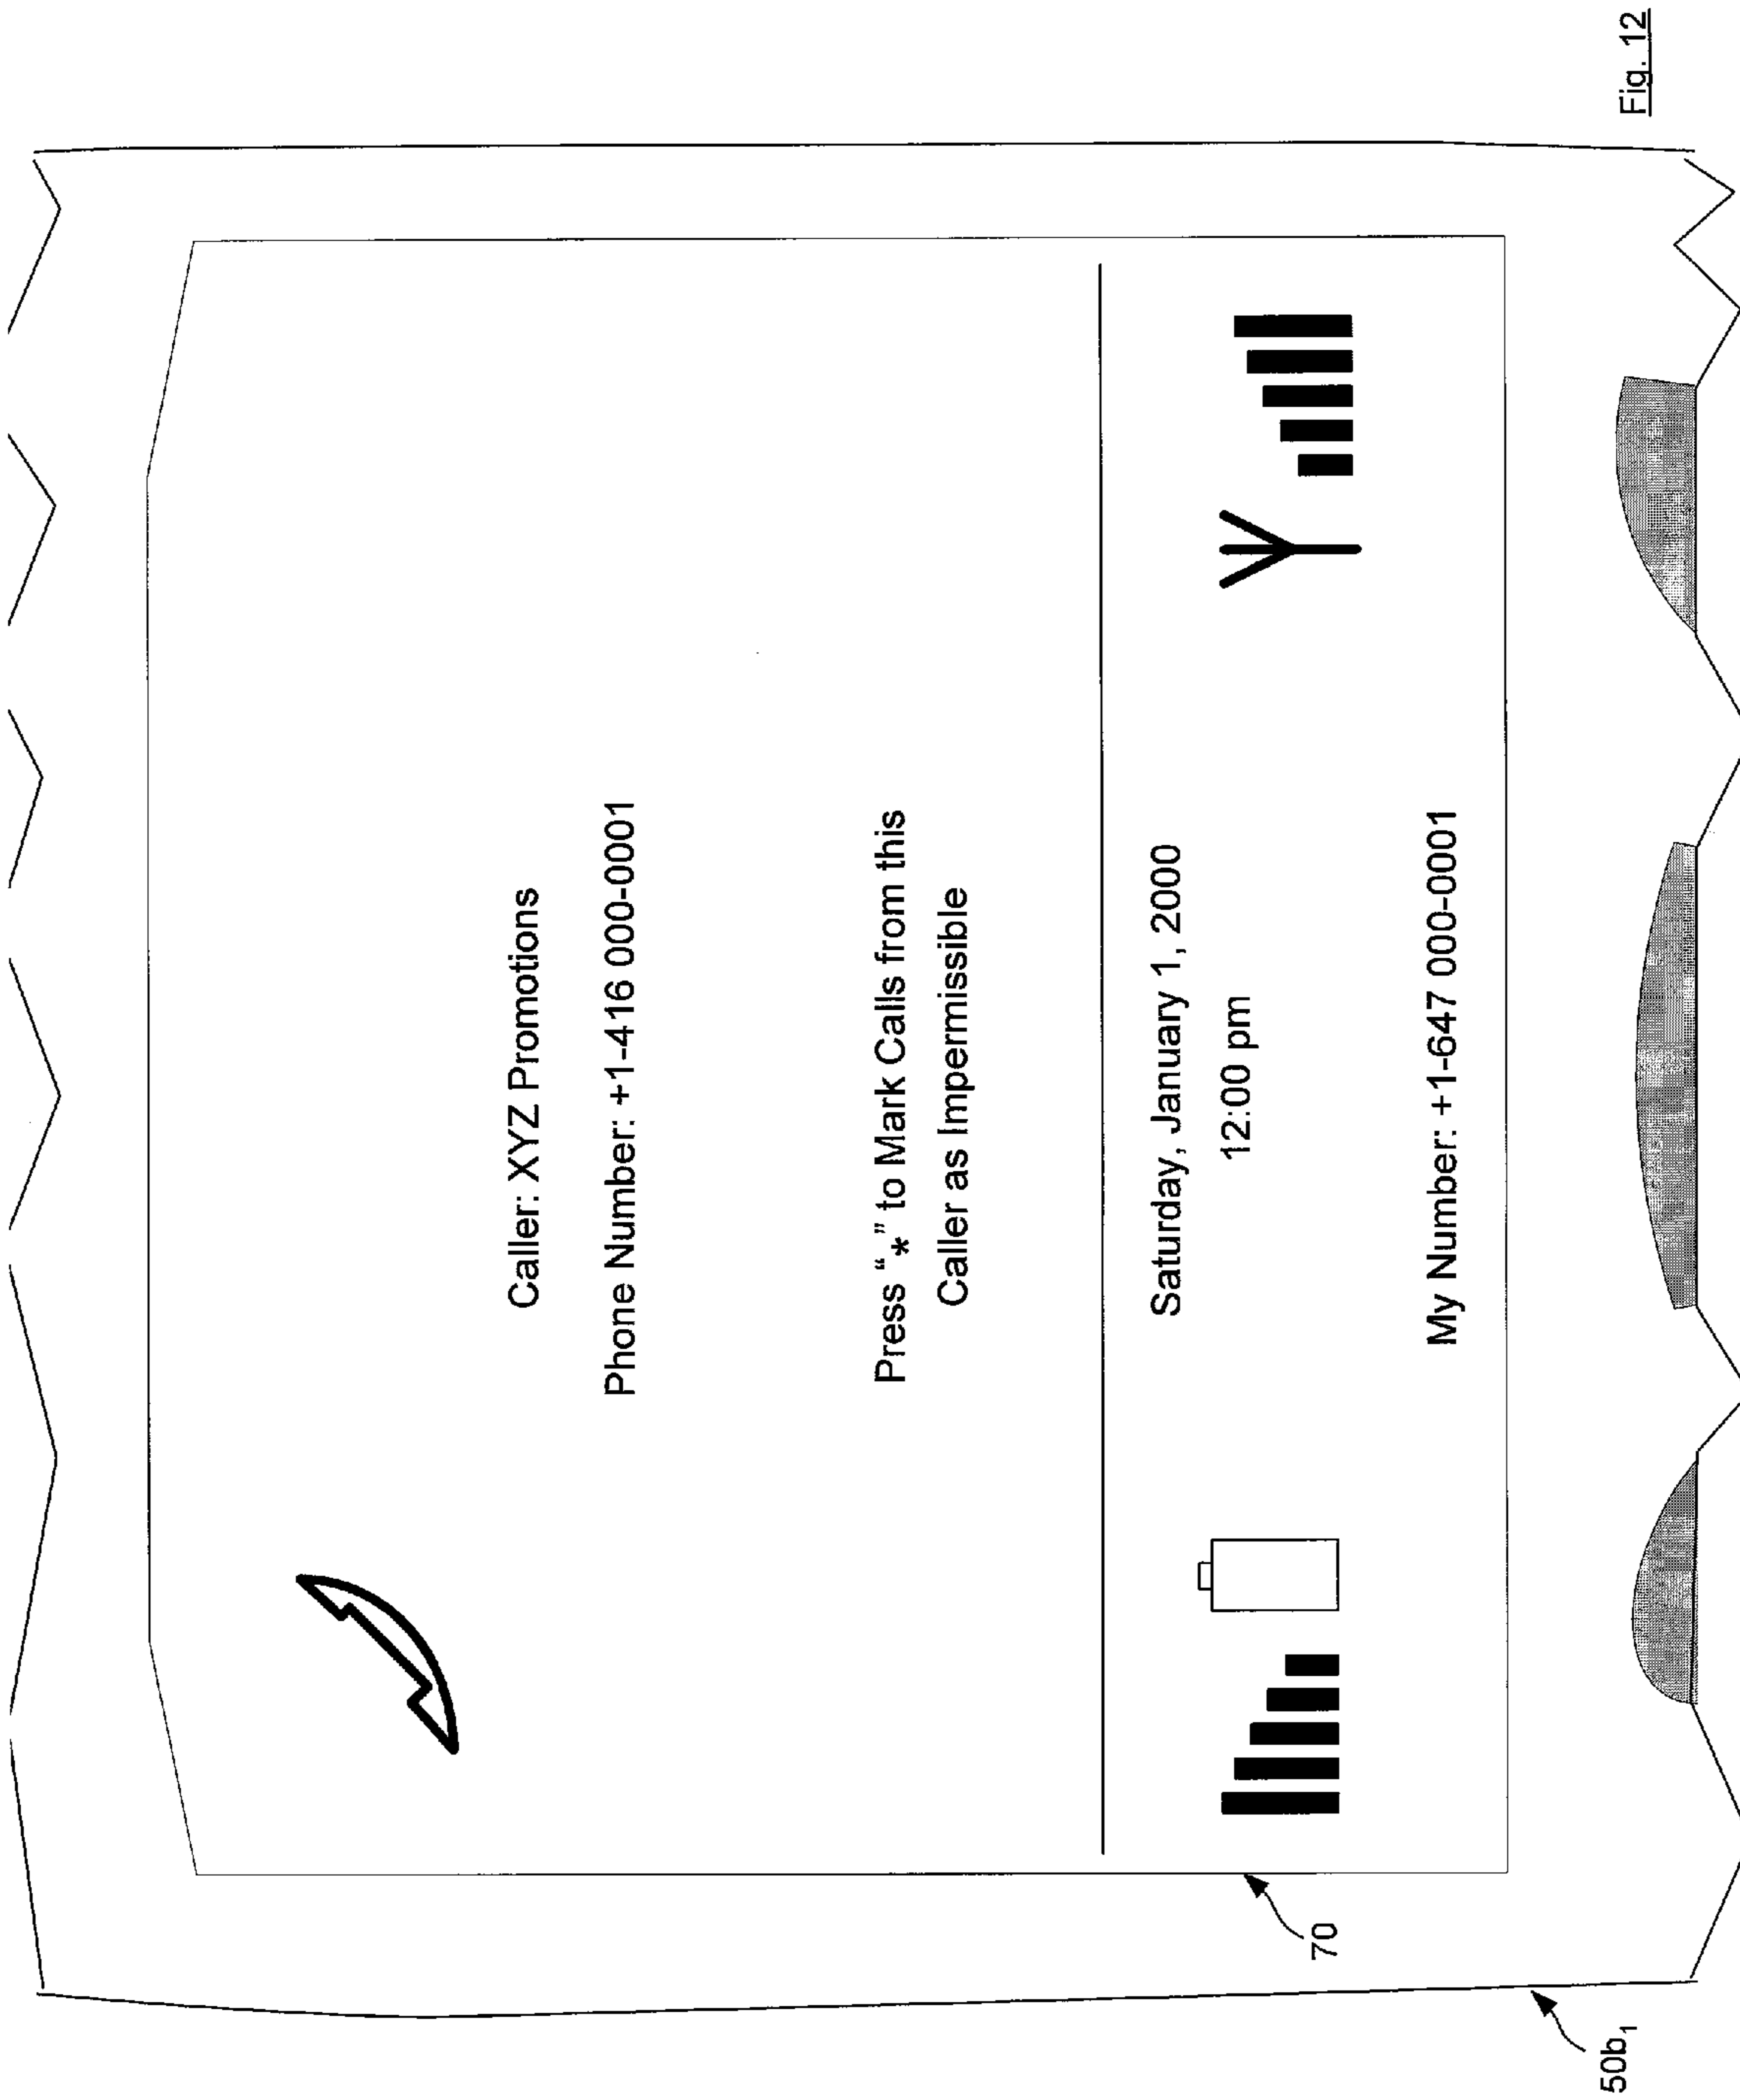 Caller: XYZ Promotions
Phone Number: +1-416 000-0001
Press “*” to Mark Calls from this
Caller as Impermissible
Saturday, January 1, 2000
12:00 pm
My Number: +1-647 000-0001
70
50b₁
Fig. 12